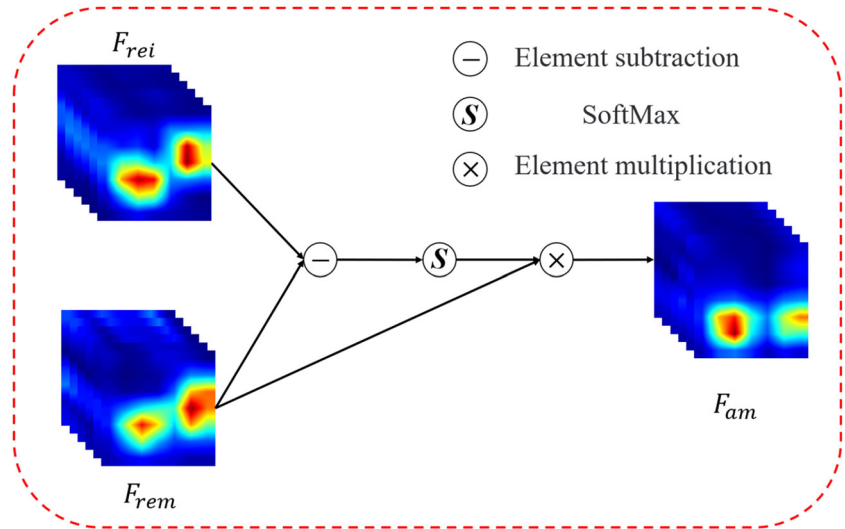 F_rei
− Element subtraction
S SoftMax
× Element multiplication
− S ×
F_am
F_rem